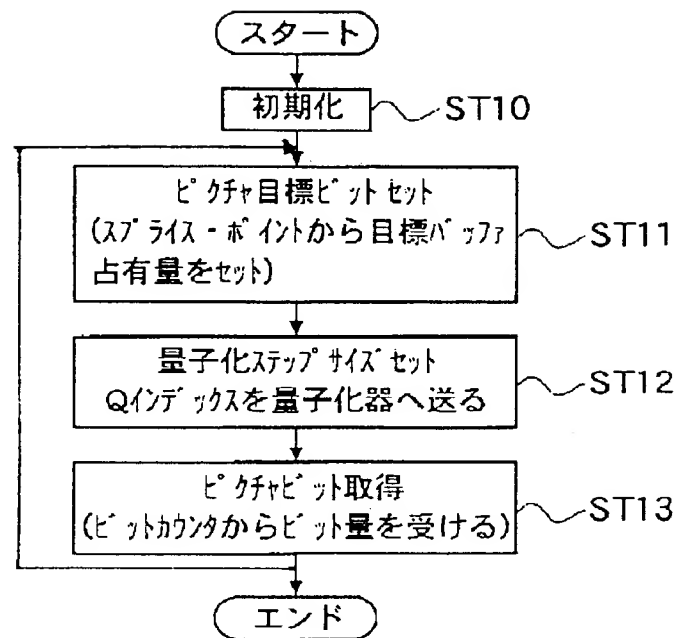 スタート
初期化
ST10
ピクチャ目標ビットセット
(スプライス・ポイントから目標バッファ
占有量をセット)
ST11
量子化ステップサイズセット
Qインデックスを量子化器へ送る
ST12
ピクチャビット取得
(ビットカウンタからビット量を受ける)
ST13
エンド